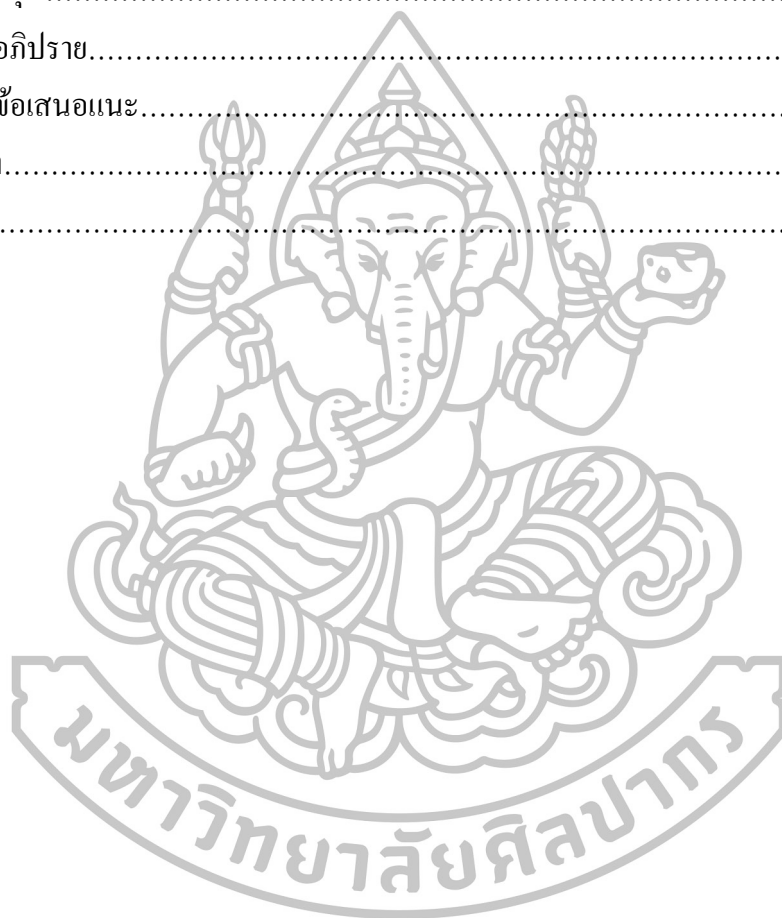 อภิปราย........................................................................
ข้อเสนอแนะ................................................................
................................................................................
................................................................................
มหาวิทยาลัยศิลปากร